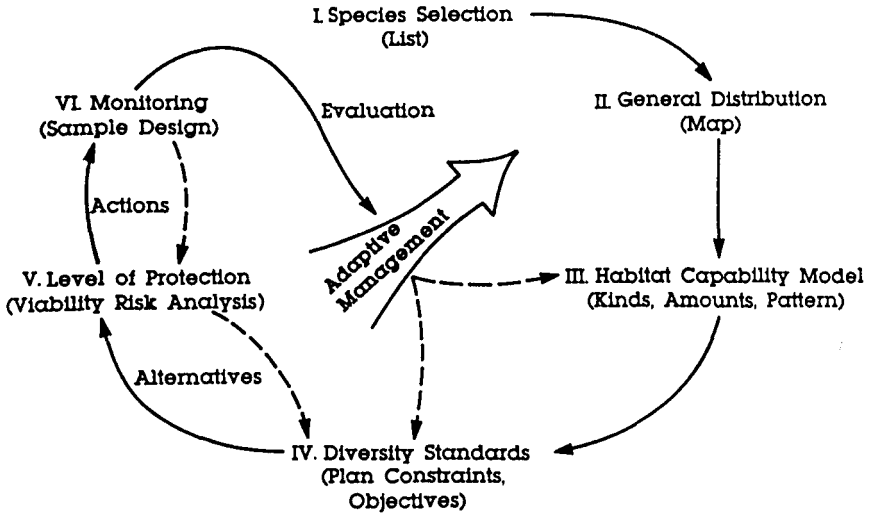 I. Species Selection
(List)
II. General Distribution
(Map)
III. Habitat Capability Model
(Kinds, Amounts, Pattern)
IV. Diversity Standards
(Plan Constraints,
Objectives)
Alternatives
V. Level of Protection
(Viability Risk Analysis)
Actions
VI. Monitoring
(Sample Design)
Evaluation
Adaptive
Management